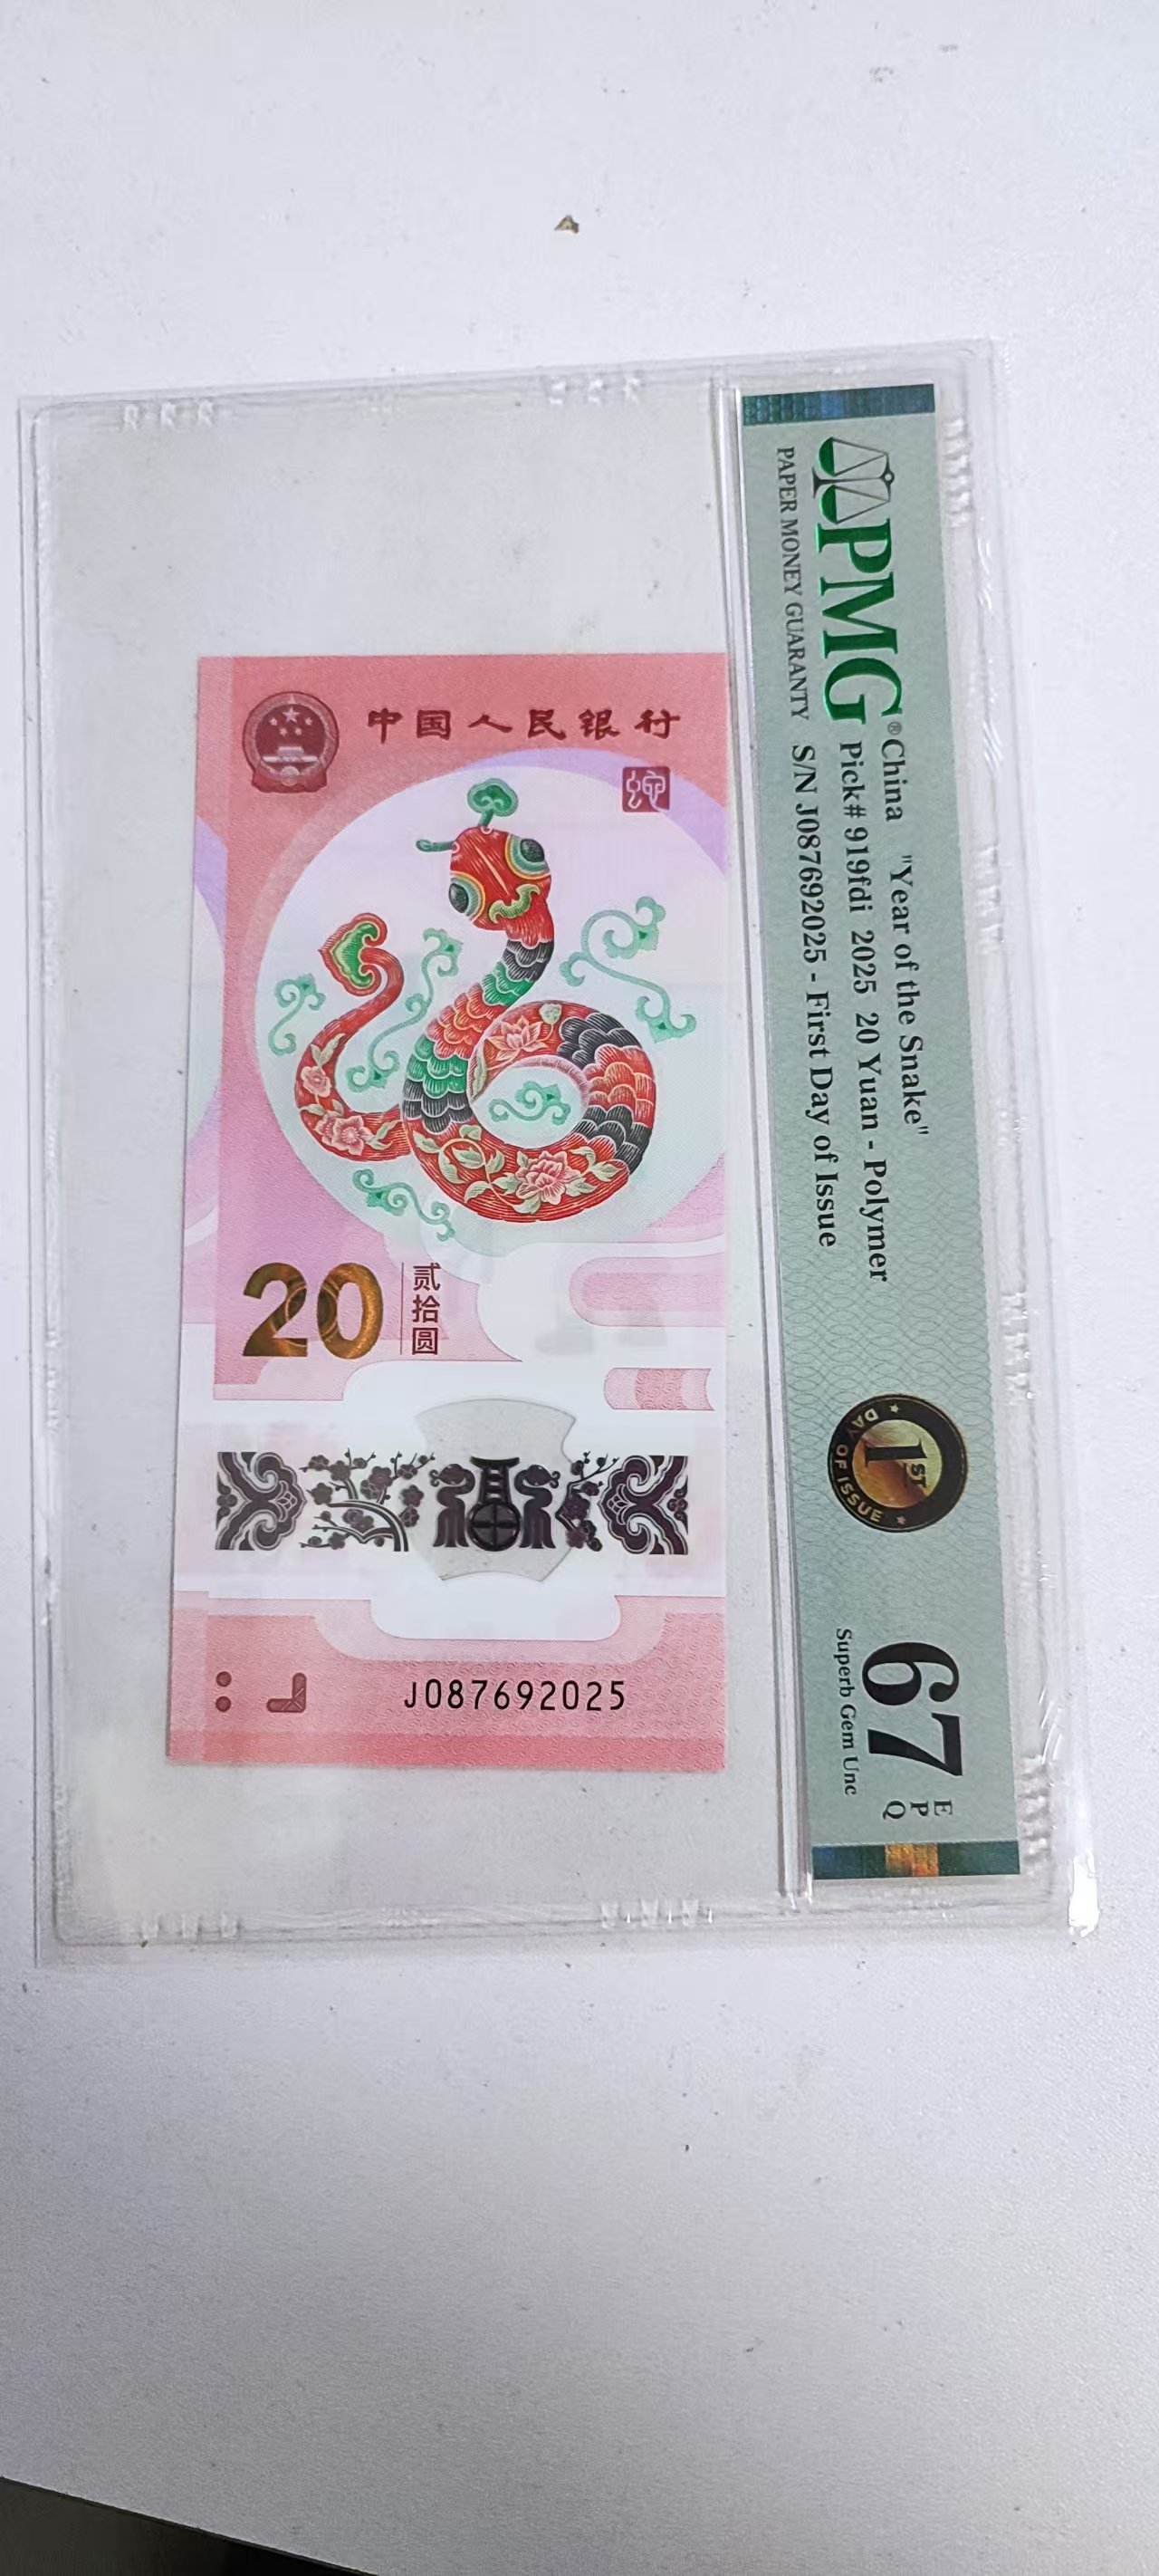 中国人民银行
蛇
20
贰拾圆
J087692025
PMG®
PAPER MONEY GUARANTY
China "Year of the Snake"
Pick# 919fdi 2025 20 Yuan - Polymer
S/N J087692025 - First Day of Issue
1ST
DAY OF ISSUE
67
EPQ
Superb Gem Unc